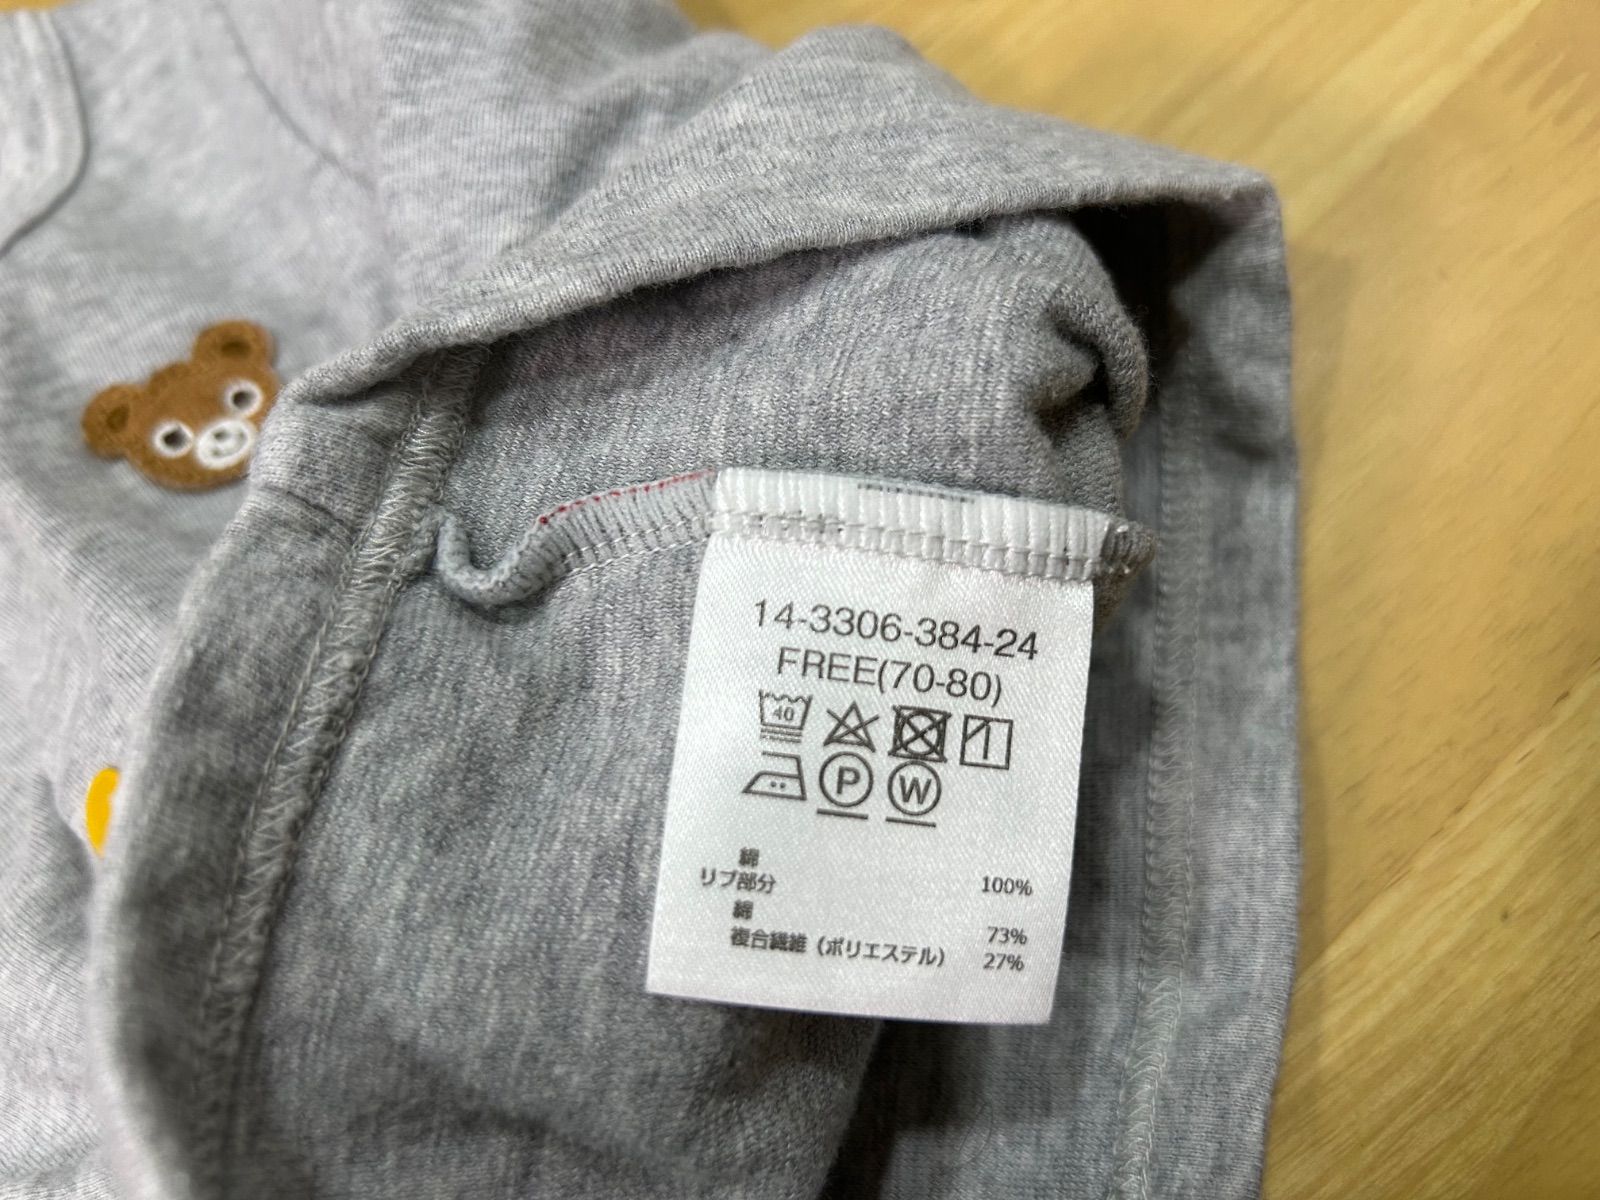 14-3306-384-24
FREE(70-80)
40
P W
綿 100%
リブ部分
綿 73%
複合繊維（ポリエステル） 27%